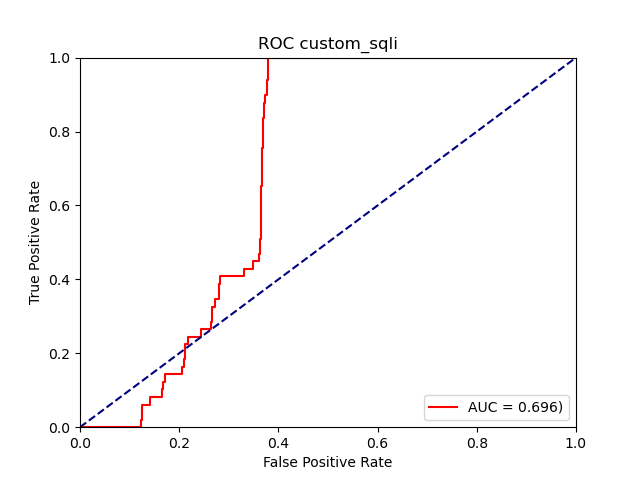 ROC custom_sqli
1.0
0.8
0.6
0.4
0.2
0.0
True Positive Rate
AUC = 0.696)
0.0 0.2 0.4 0.6 0.8 1.0
False Positive Rate